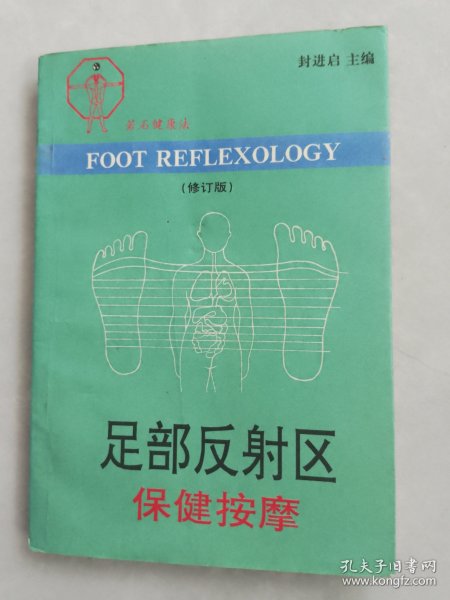 封进启 主编
若石健康法
FOOT REFLEXOLOGY
(修订版)
足部反射区
保健按摩
孔夫子旧书网
www.kongfz.com